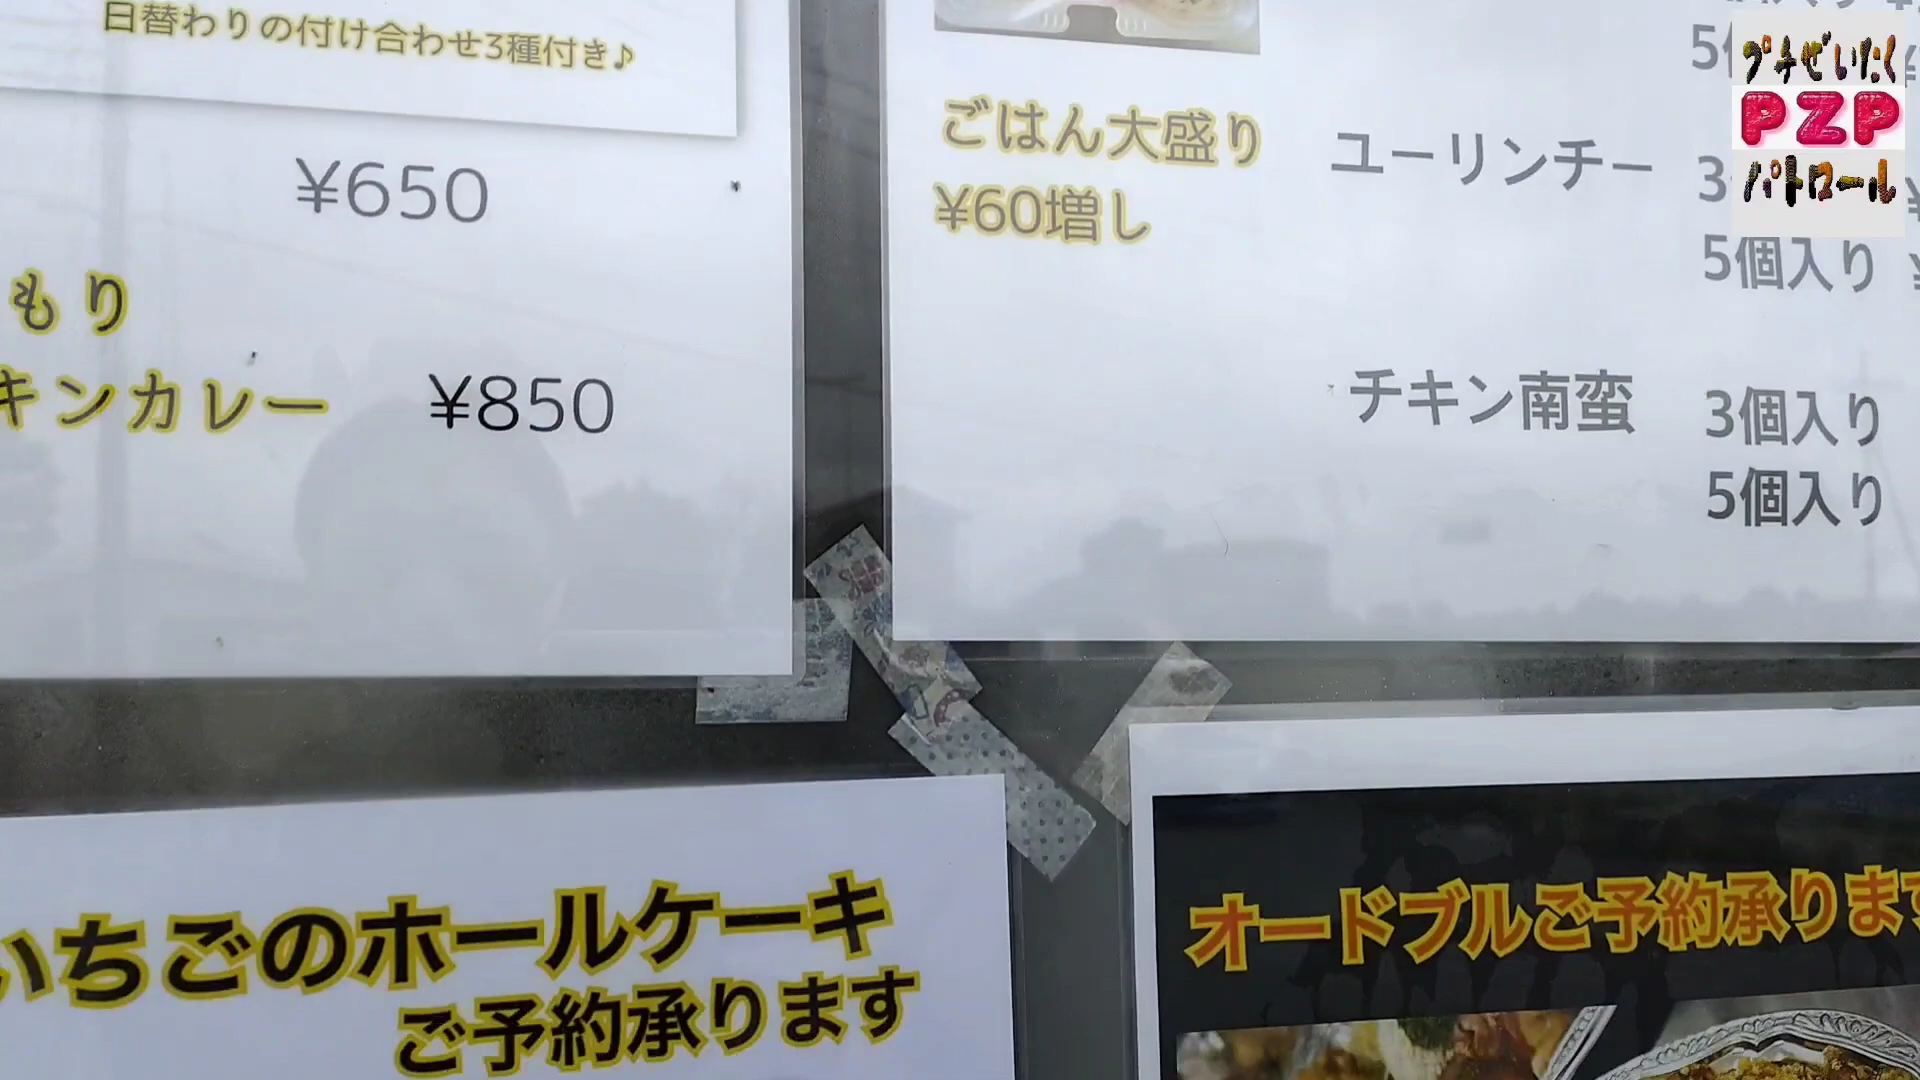 日替わりの付け合わせ3種付き♪
¥650
もり
キンカレー ¥850
ごはん大盛り
¥60増し
ユーリンチー
5個入り
チキン南蛮
3個入り
5個入り
いちごのホールケーキ
ご予約承ります
オードブルご予約承ります
プチぜいたく
PZP
パトロール